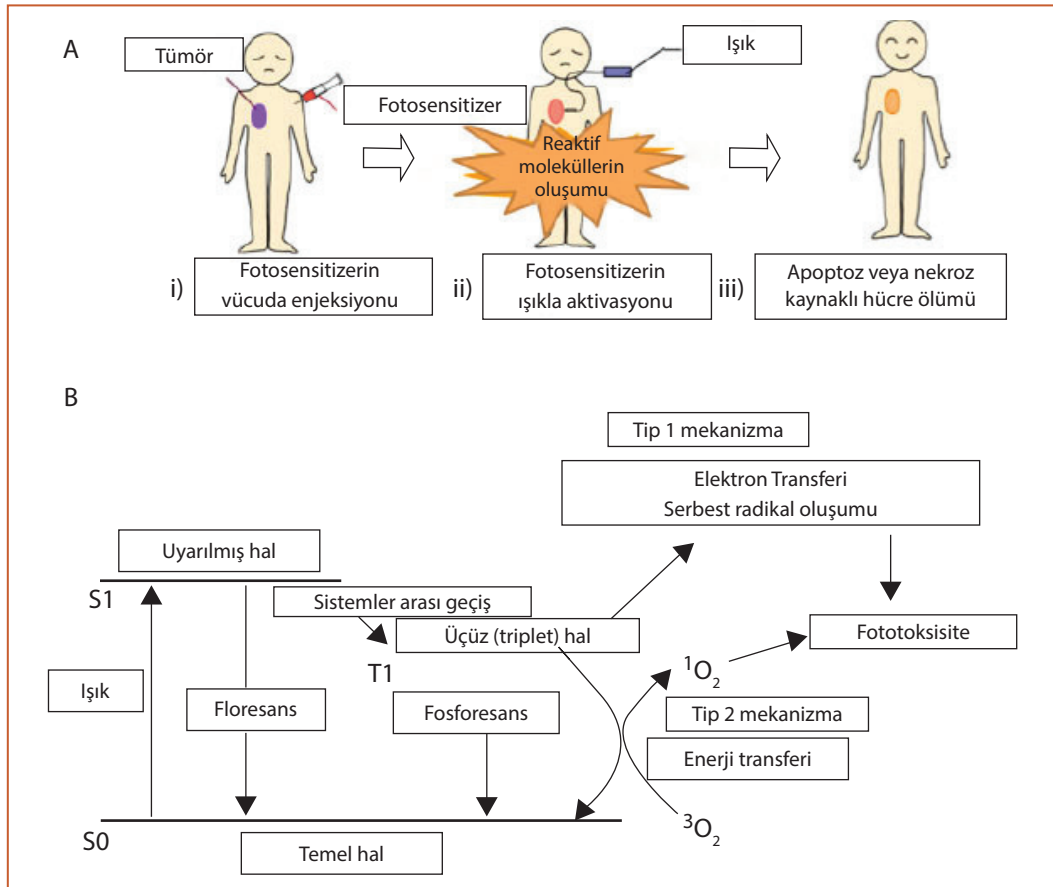 A
Tümör
Işık
Fotosensitizer
Reaktif
moleküllerin
oluşumu
i)
Fotosensitizerin
vücuda enjeksiyonu
ii)
Fotosensitizerin
ışıkla aktivasyonu
iii)
Apoptoz veya nekroz
kaynaklı hücre ölümü
B
Tip 1 mekanizma
Elektron Transferi
Serbest radikal oluşumu
Uyarılmış hal
S1
Sistemler arası geçiş
Üçüz (triplet) hal
Fototoksisite
T1
¹O₂
Işık
Floresans
Fosforesans
Tip 2 mekanizma
Enerji transferi
S0
³O₂
Temel hal